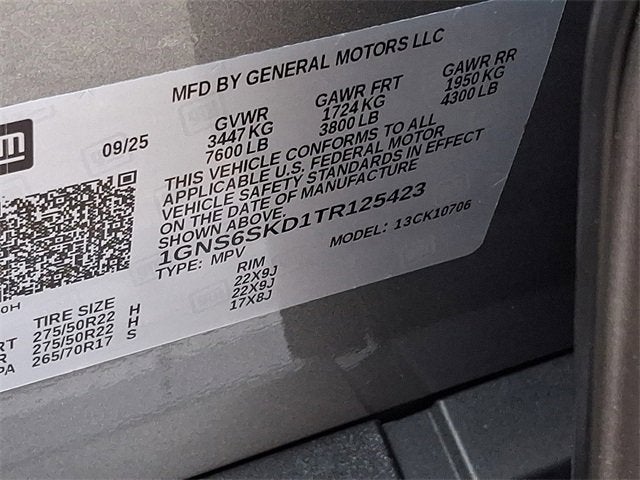 MFD BY GENERAL MOTORS LLC
gm
09/25
GVWR GAWR FRT GAWR RR
3447 KG 1724 KG 1950 KG
7600 LB 3800 LB 4300 LB
THIS VEHICLE CONFORMS TO ALL
APPLICABLE U.S. FEDERAL MOTOR
VEHICLE SAFETY STANDARDS IN EFFECT
ON THE DATE OF MANUFACTURE
SHOWN ABOVE.
1GNS6SKD1TR125423
TYPE: MPV MODEL: 13CK10706
TIRE SIZE RIM
RT 275/50R22 H 22X9J
R 275/50R22 H 22X9J
PA 265/70R17 S 17X8J